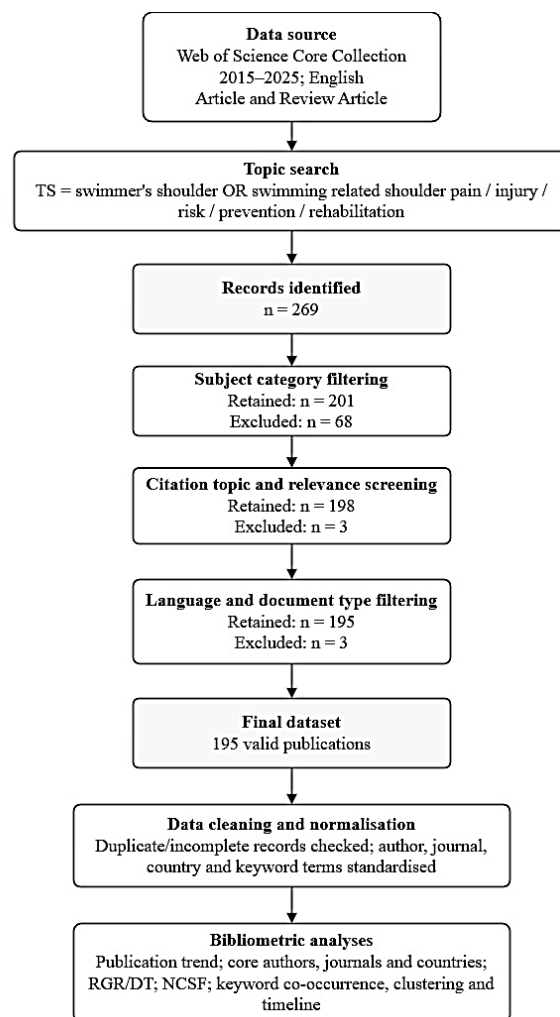 Data source
Web of Science Core Collection
2015–2025; English
Article and Review Article
Topic search
TS = swimmer's shoulder OR swimming related shoulder pain / injury /
risk / prevention / rehabilitation
Records identified
n = 269
Subject category filtering
Retained: n = 201
Excluded: n = 68
Citation topic and relevance screening
Retained: n = 198
Excluded: n = 3
Language and document type filtering
Retained: n = 195
Excluded: n = 3
Final dataset
195 valid publications
Data cleaning and normalisation
Duplicate/incomplete records checked; author, journal,
country and keyword terms standardised
Bibliometric analyses
Publication trend; core authors, journals and countries;
RGR/DT; NCSF; keyword co-occurrence, clustering and
timeline